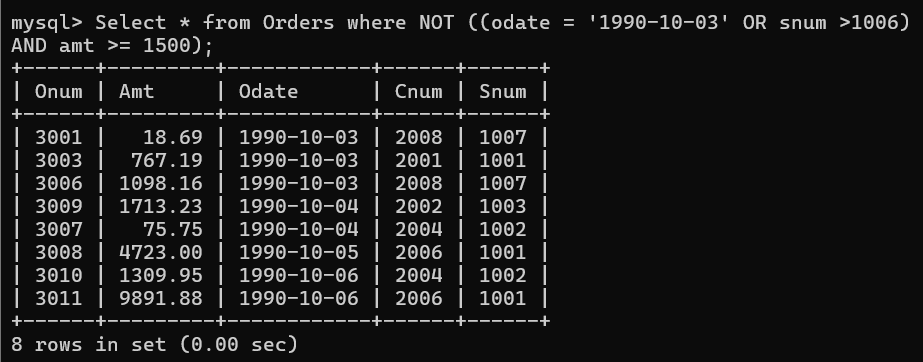 mysql> Select * from Orders where NOT ((odate = '1990-10-03' OR snum >1006)
AND amt >= 1500);
+------+---------+------------+------+------+
| Onum | Amt     | Odate      | Cnum | Snum |
+------+---------+------------+------+------+
| 3001 |   18.69 | 1990-10-03 | 2008 | 1007 |
| 3003 |  767.19 | 1990-10-03 | 2001 | 1001 |
| 3006 | 1098.16 | 1990-10-03 | 2008 | 1007 |
| 3009 | 1713.23 | 1990-10-04 | 2002 | 1003 |
| 3007 |   75.75 | 1990-10-04 | 2004 | 1002 |
| 3008 | 4723.00 | 1990-10-05 | 2006 | 1001 |
| 3010 | 1309.95 | 1990-10-06 | 2004 | 1002 |
| 3011 | 9891.88 | 1990-10-06 | 2006 | 1001 |
+------+---------+------------+------+------+
8 rows in set (0.00 sec)